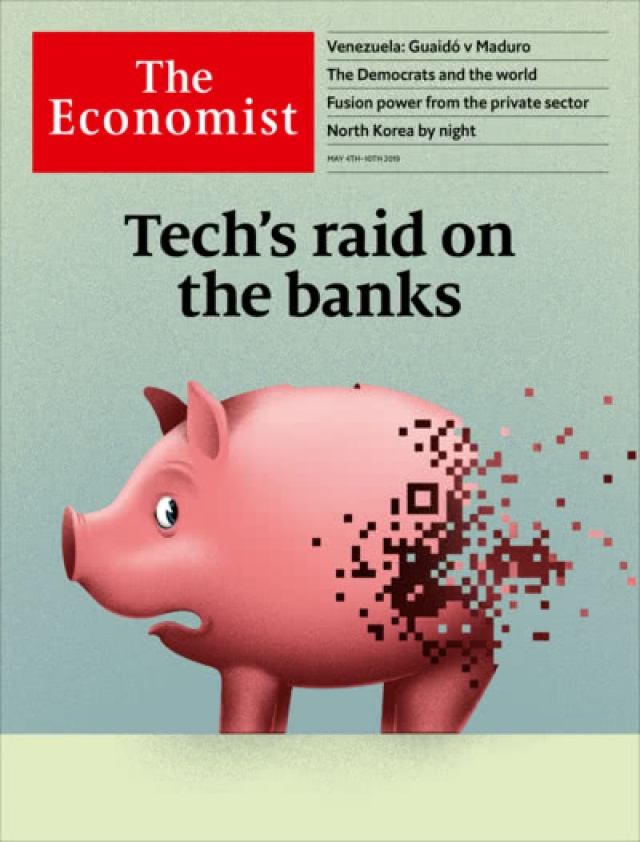 The
Economist
Venezuela: Guaidó v Maduro
The Democrats and the world
Fusion power from the private sector
North Korea by night
MAY 4TH–10TH 2019
Tech's raid on
the banks